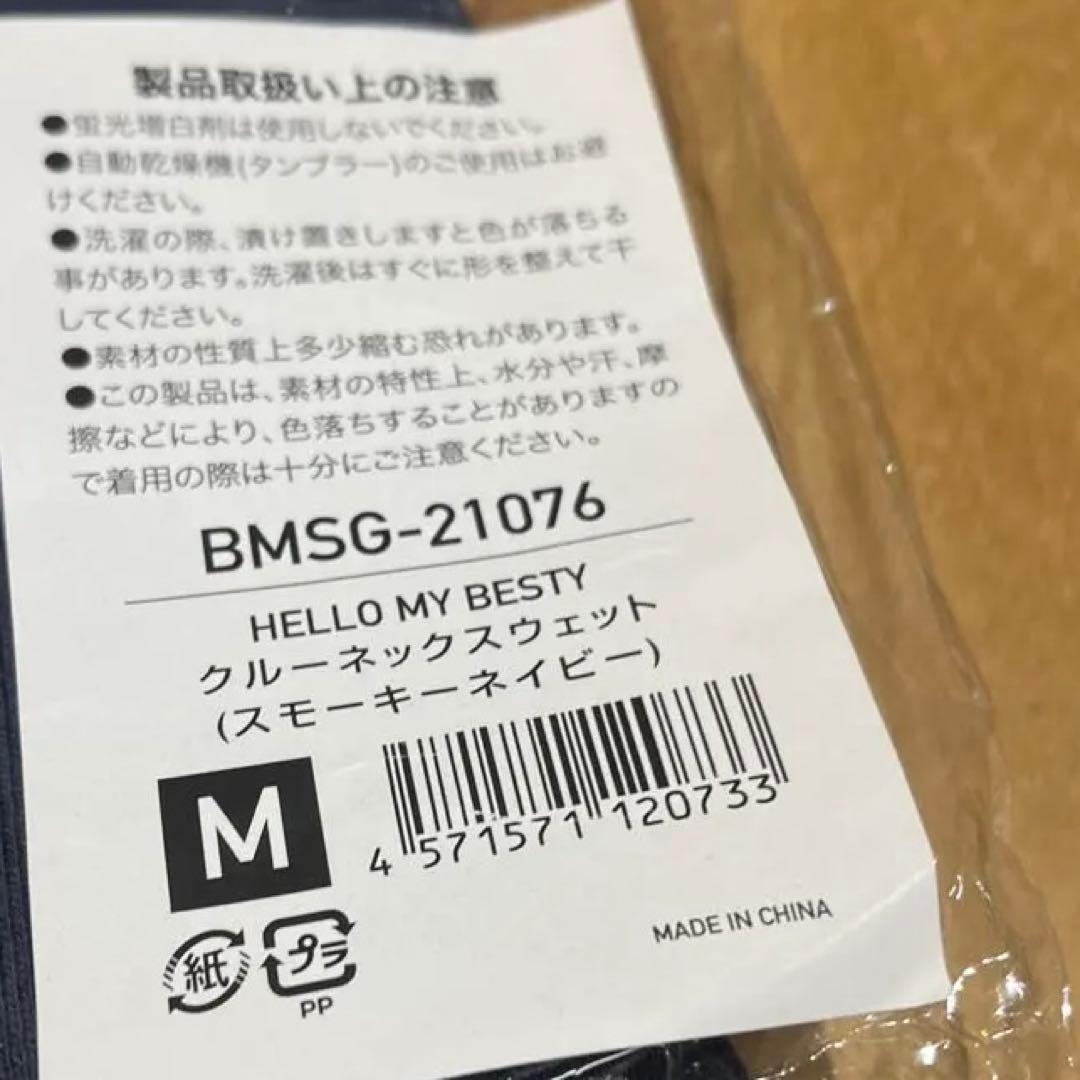 製品取扱い上の注意
●蛍光増白剤は使用しないでください。
●自動乾燥機(タンブラー)のご使用はお避
けください。
●洗濯の際、漬け置きしますと色が落ちる
事があります。洗濯後はすぐに形を整えて干
してください。
●素材の性質上多少縮む恐れがあります。
●この製品は、素材の特性上、水分や汗、摩
擦などにより、色落ちすることがありますの
で着用の際は十分にご注意ください。
BMSG-21076
HELLO MY BESTY
クルーネックスウェット
(スモーキーネイビー)
M
4 571571 120733
紙
プラ
PP
MADE IN CHINA